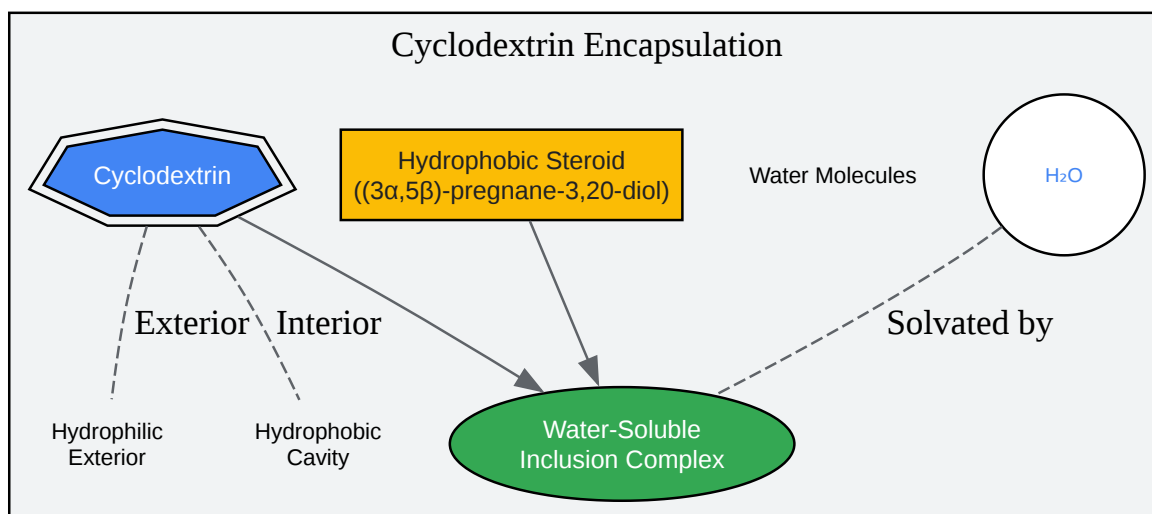 Cyclodextrin Encapsulation
Cyclodextrin
Hydrophobic Steroid
((3α,5β)-pregnane-3,20-diol)
Water Molecules
H₂O
Exterior
Interior
Solvated by
Hydrophilic
Exterior
Hydrophobic
Cavity
Water-Soluble
Inclusion Complex